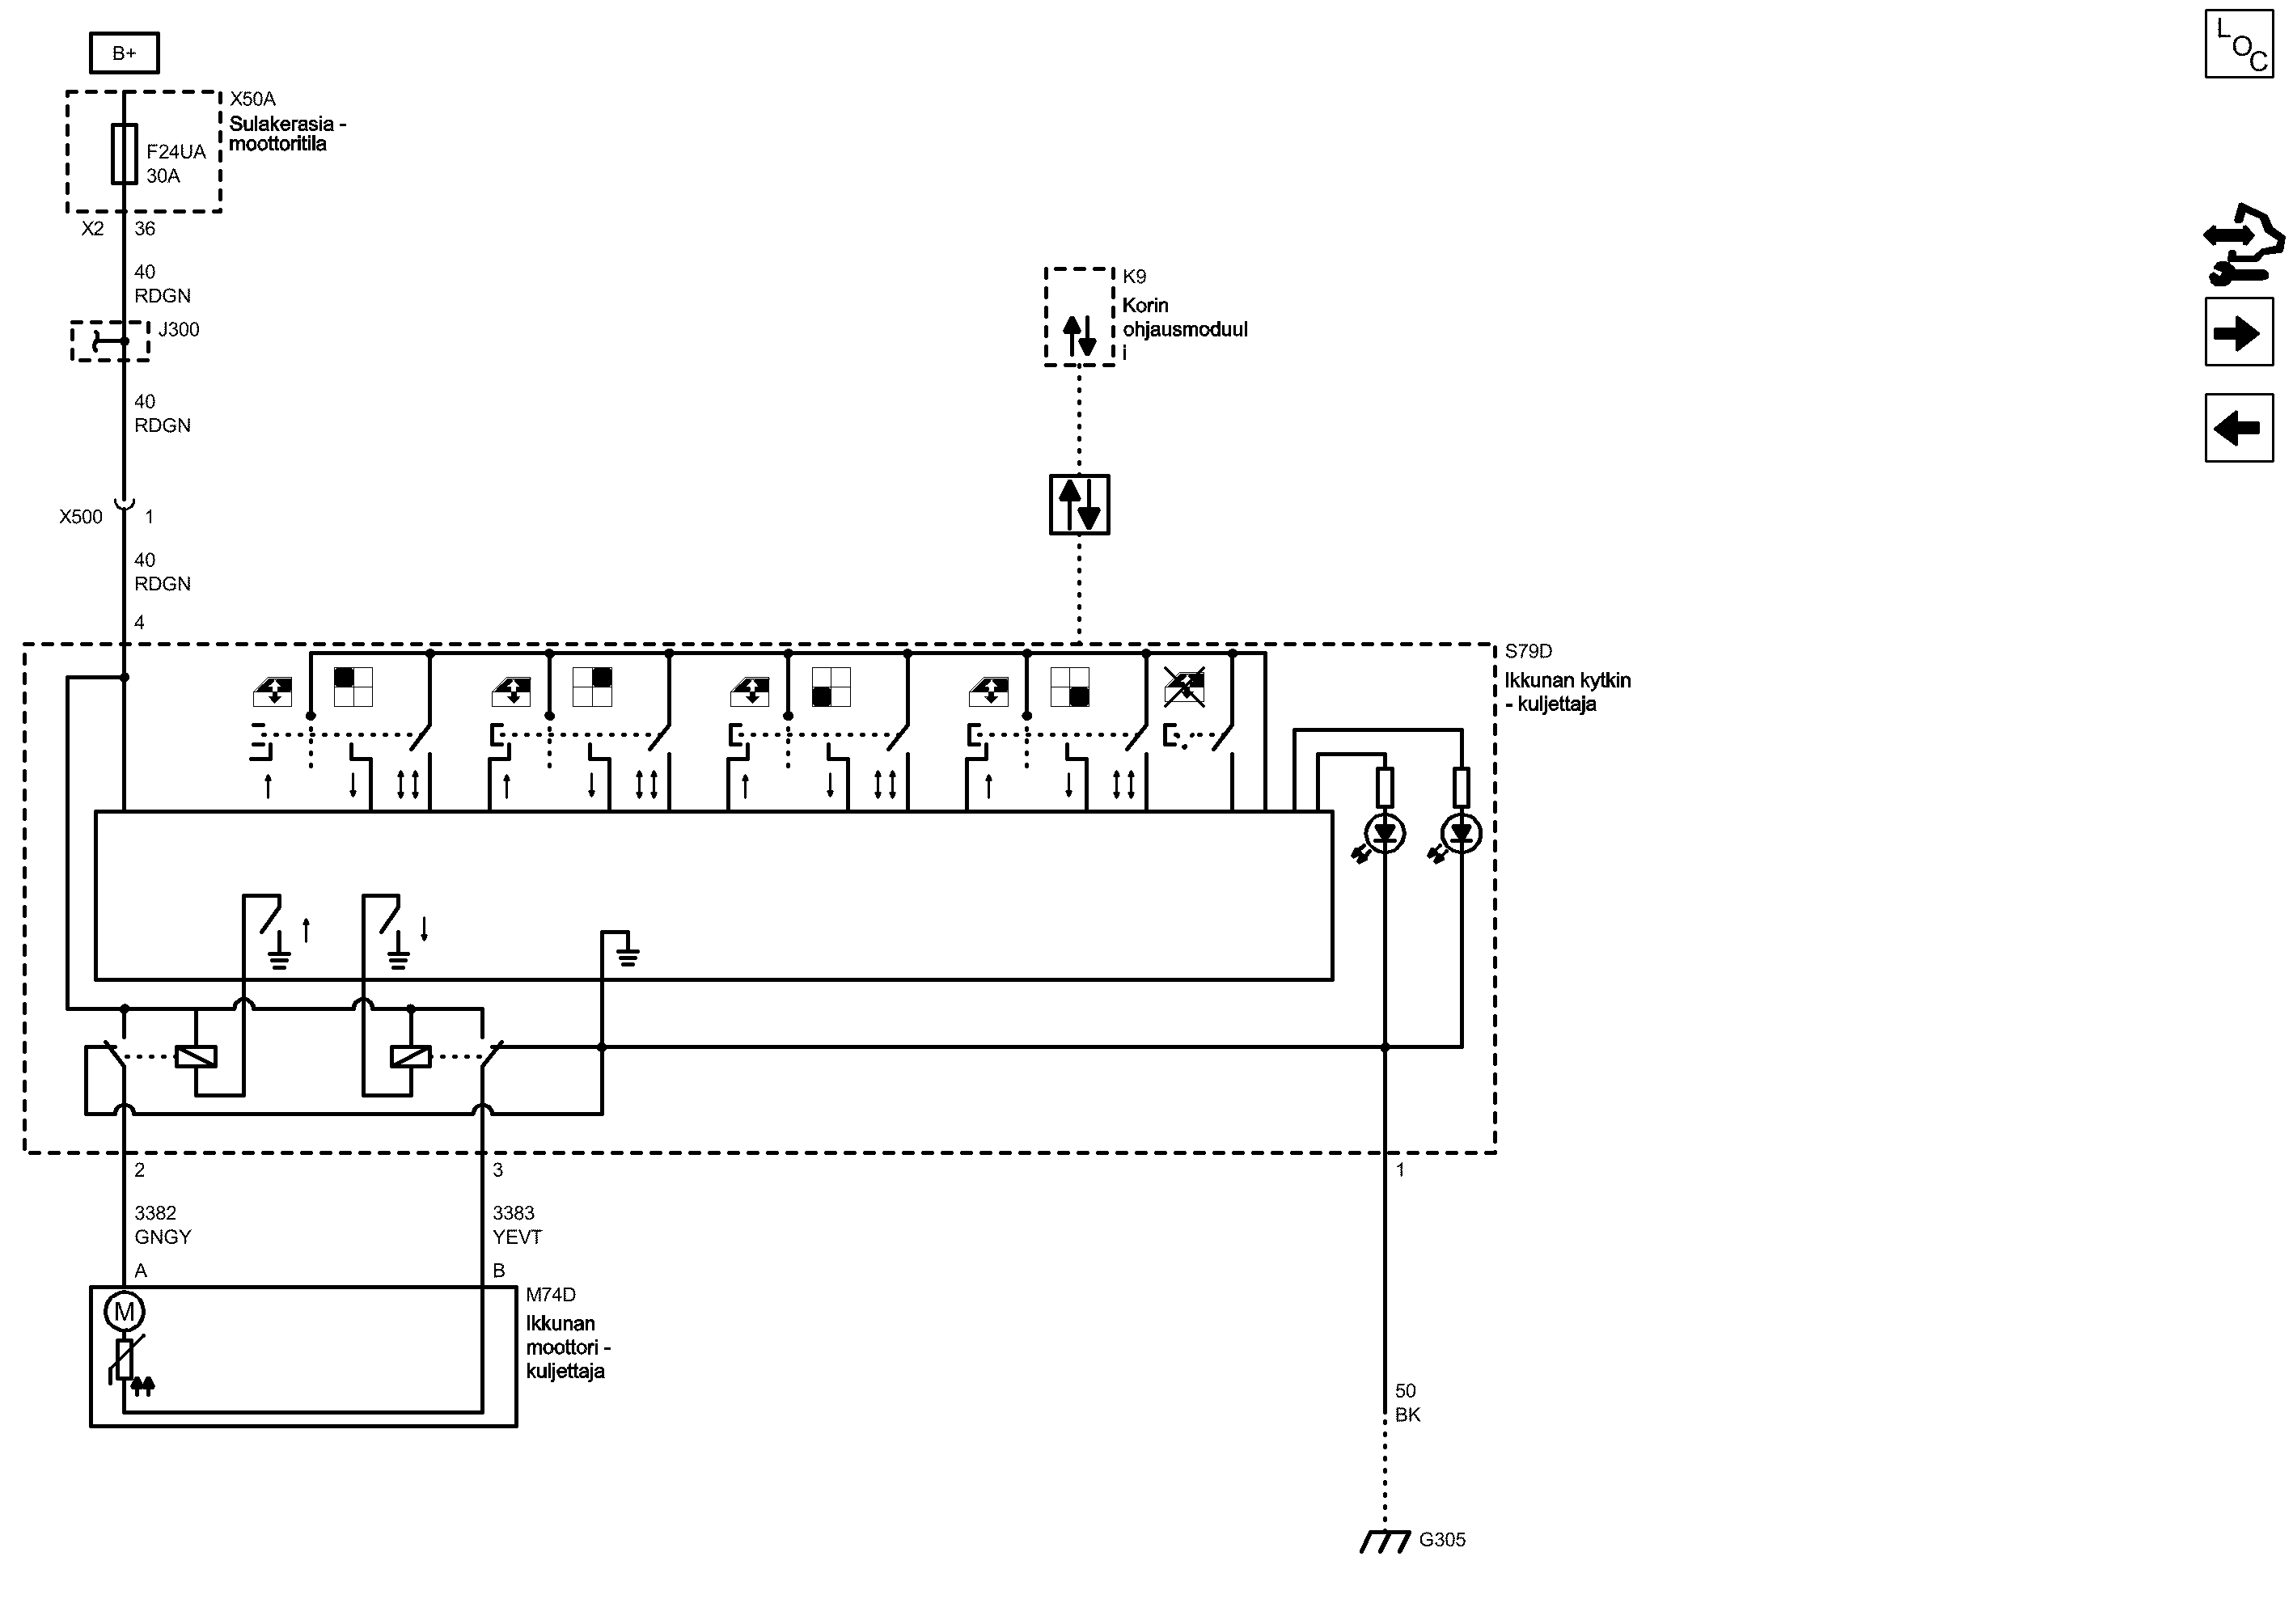 B+
X50A
Sulakerasia -
moottoritila
F24UA
30A
X2
36
40
RDGN
J300
40
RDGN
X500
1
40
RDGN
4
K9
Korin
ohjausmoduul
i
S79D
Ikkunan kytkin
- kuljettaja
2
3
1
3382
GNGY
3383
YEVT
A
B
M
M74D
Ikkunan
moottori -
kuljettaja
50
BK
G305
LOC